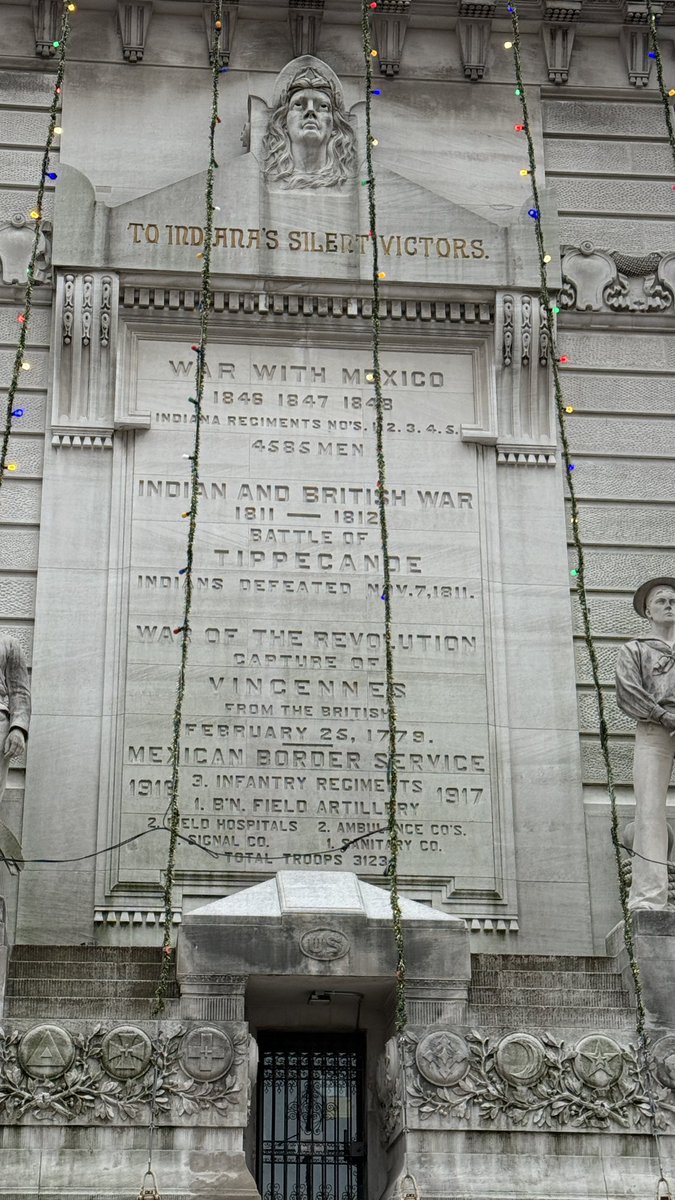 TO INDIANA'S SILENT VICTORS.
WAR WITH MEXICO
1846 1847 1848
INDIANA REGIMENTS NO'S. 1. 2. 3. 4. 5.
4585 MEN
INDIAN AND BRITISH WAR
1811 — 1812
BATTLE OF
TIPPECANOE
INDIANS DEFEATED NOV. 7, 1811.
WAR OF THE REVOLUTION
CAPTURE OF
VINCENNES
FROM THE BRITISH
FEBRUARY 25, 1779.
MEXICAN BORDER SERVICE
1916 3. INFANTRY REGIMENTS 1917
1. B'N. FIELD ARTILLERY
2. FIELD HOSPITALS 2. AMBULANCE CO'S.
1. SIGNAL CO. 1. SANITARY CO.
TOTAL TROOPS 3123
US